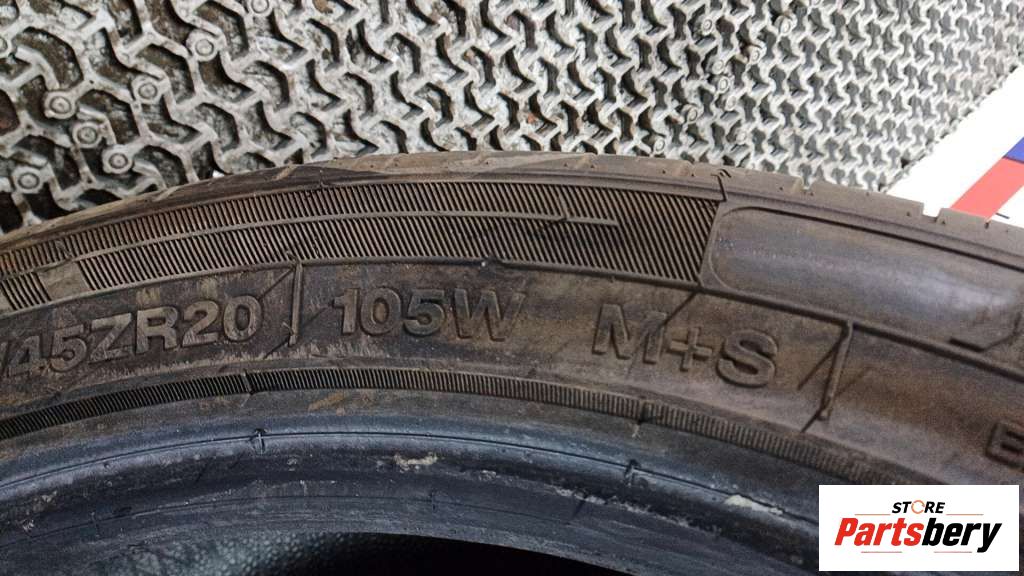 /45ZR20 105W M+S
E
STORE
Partsbery